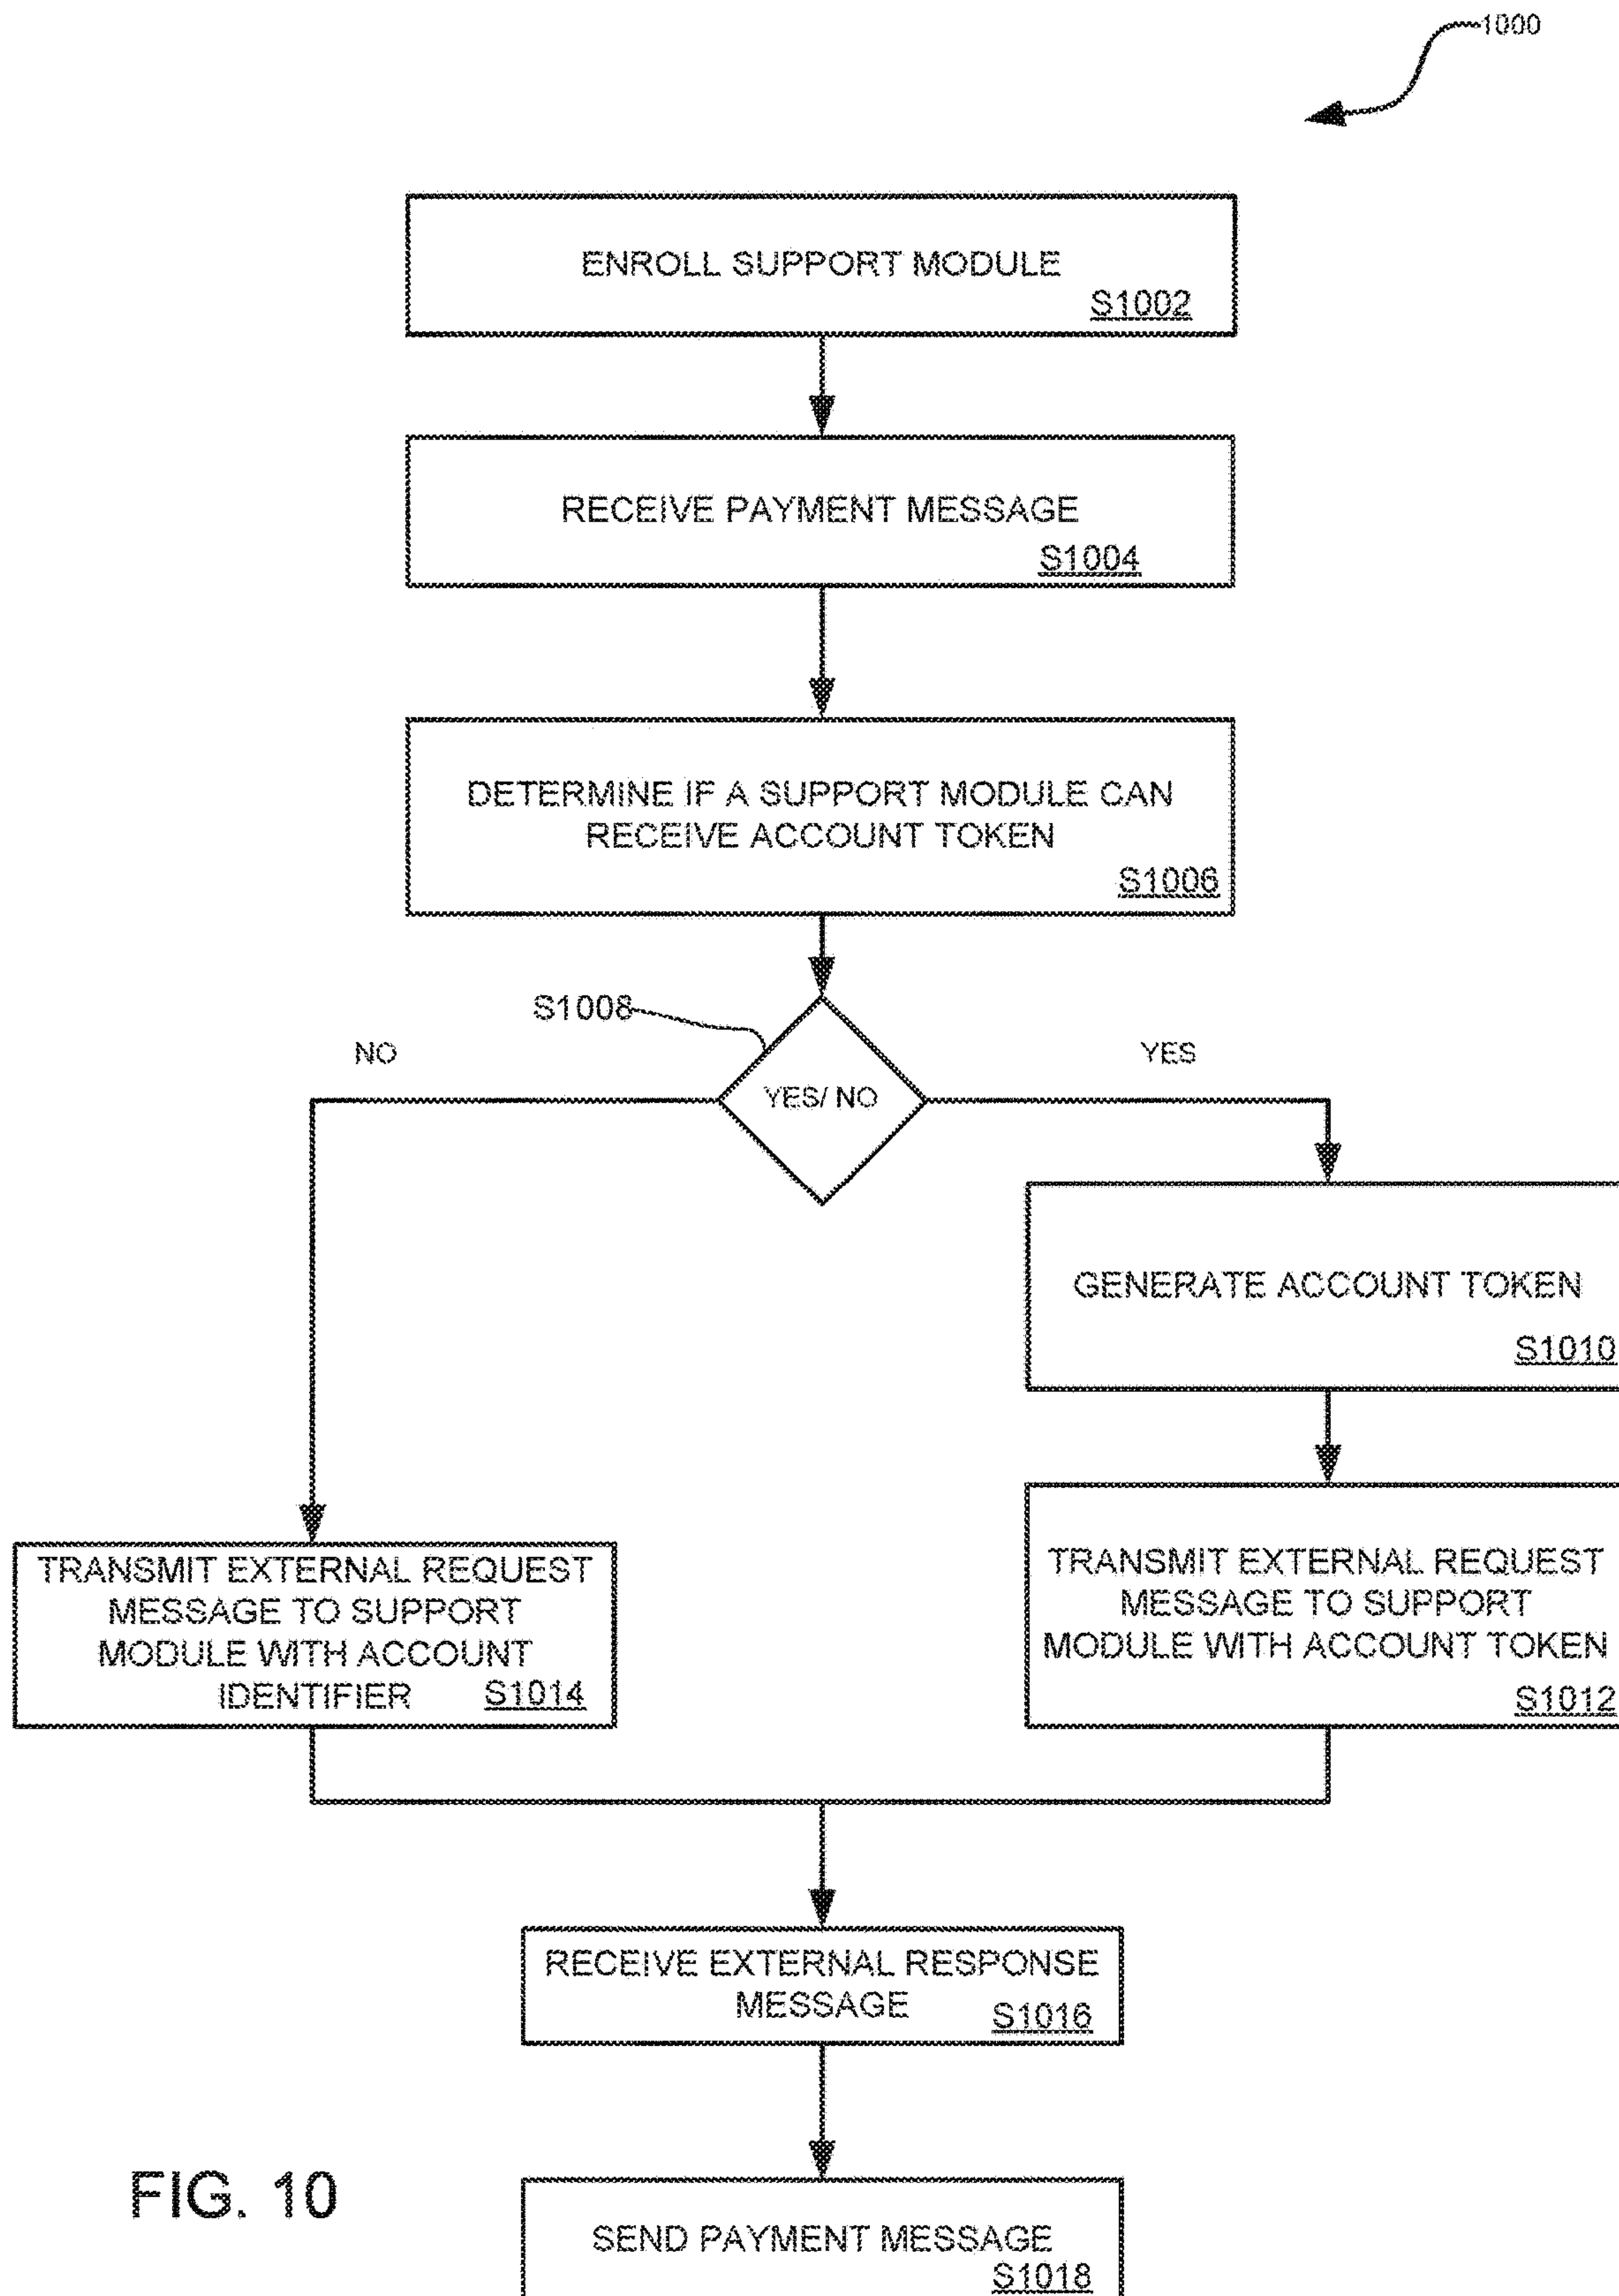 1000
ENROLL SUPPORT MODULE
S1002
RECEIVE PAYMENT MESSAGE
S1004
DETERMINE IF A SUPPORT MODULE CAN
RECEIVE ACCOUNT TOKEN
S1006
S1008
NO
YES
YES/ NO
GENERATE ACCOUNT TOKEN
S1010
TRANSMIT EXTERNAL REQUEST
MESSAGE TO SUPPORT
MODULE WITH ACCOUNT
IDENTIFIER
S1014
TRANSMIT EXTERNAL REQUEST
MESSAGE TO SUPPORT
MODULE WITH ACCOUNT TOKEN
S1012
RECEIVE EXTERNAL RESPONSE
MESSAGE
S1016
SEND PAYMENT MESSAGE
S1018
FIG. 10